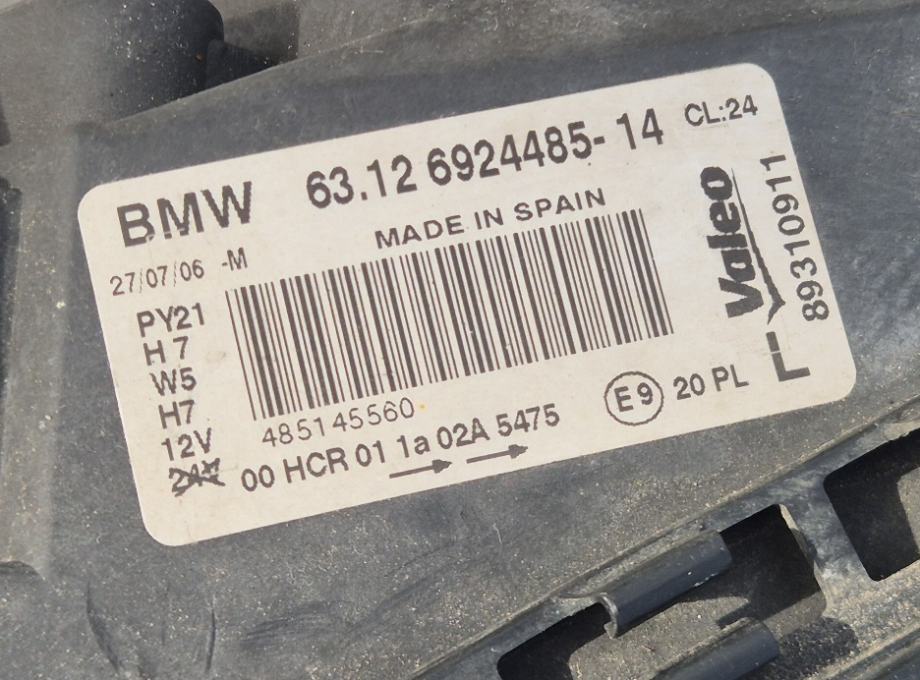 BMW 63.12 6924485-14 CL:24
MADE IN SPAIN
27/07/06 -M
PY21
H7
W5
H7
12V
24V
485145560
00 HCR 01 1a 02A 5475
E9 20 PL
Valeo
89310911
L